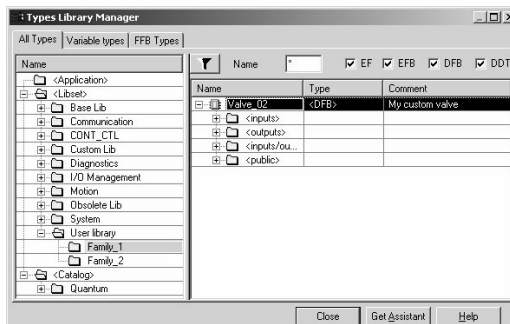 Types Library Manager
All Types Variable types FFB Types
Name
<Application>
<Libset>
Base Lib
Communication
CONT_CTL
Custom Lib
Diagnostics
I/O Management
Motion
Obsolete Lib
System
User library
Family_1
Family_2
<Catalog>
Quantum
Name * EF EFB DFB DDT
Name Type Comment
Valve_02 <DFB> My custom valve
<inputs>
<outputs>
<inputs/ou...
<public>
Close Get Assistant Help